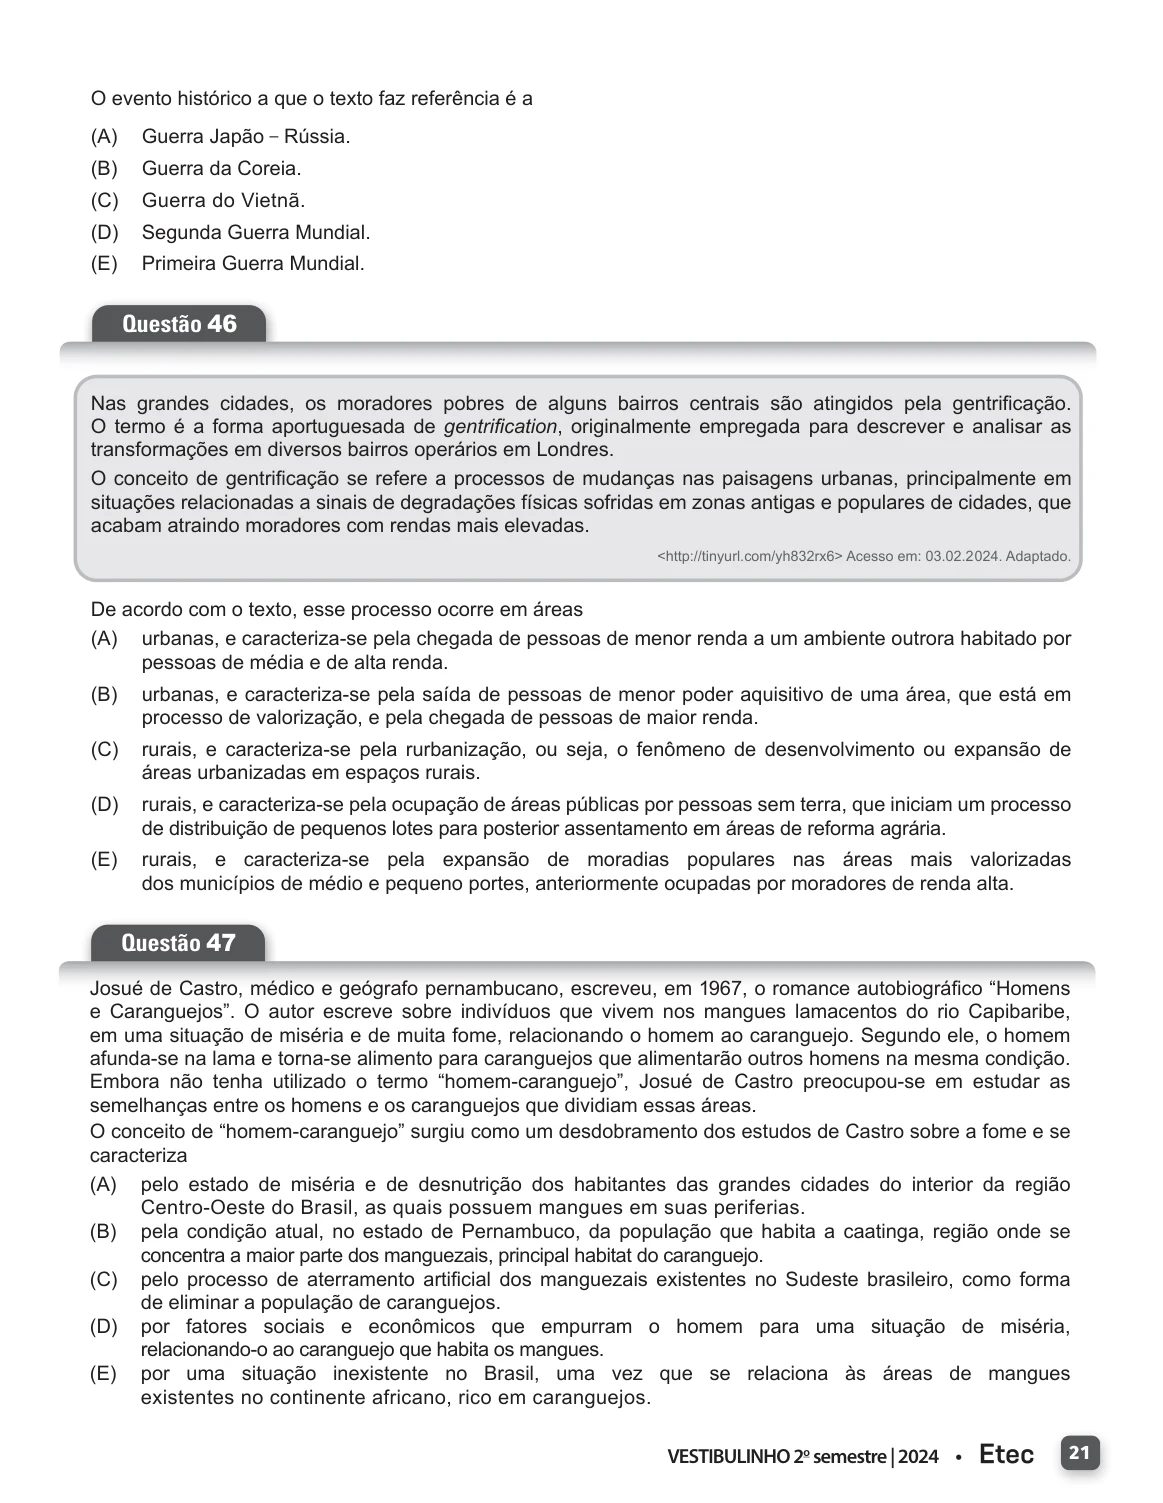 O evento histórico a que o texto faz referência é a
(A) Guerra Japão – Rússia.
(B) Guerra da Coreia.
(C) Guerra do Vietnã.
(D) Segunda Guerra Mundial.
(E) Primeira Guerra Mundial.
Questão 46
Nas grandes cidades, os moradores pobres de alguns bairros centrais são atingidos pela gentrificação.
O termo é a forma aportuguesada de gentrification, originalmente empregada para descrever e analisar as
transformações em diversos bairros operários em Londres.
O conceito de gentrificação se refere a processos de mudanças nas paisagens urbanas, principalmente em
situações relacionadas a sinais de degradações físicas sofridas em zonas antigas e populares de cidades, que
acabam atraindo moradores com rendas mais elevadas.
<http://tinyurl.com/yh832rx6> Acesso em: 03.02.2024. Adaptado.
De acordo com o texto, esse processo ocorre em áreas
(A) urbanas, e caracteriza-se pela chegada de pessoas de menor renda a um ambiente outrora habitado por
pessoas de média e de alta renda.
(B) urbanas, e caracteriza-se pela saída de pessoas de menor poder aquisitivo de uma área, que está em
processo de valorização, e pela chegada de pessoas de maior renda.
(C) rurais, e caracteriza-se pela rurbanização, ou seja, o fenômeno de desenvolvimento ou expansão de
áreas urbanizadas em espaços rurais.
(D) rurais, e caracteriza-se pela ocupação de áreas públicas por pessoas sem terra, que iniciam um processo
de distribuição de pequenos lotes para posterior assentamento em áreas de reforma agrária.
(E) rurais, e caracteriza-se pela expansão de moradias populares nas áreas mais valorizadas
dos municípios de médio e pequeno portes, anteriormente ocupadas por moradores de renda alta.
Questão 47
Josué de Castro, médico e geógrafo pernambucano, escreveu, em 1967, o romance autobiográfico “Homens
e Caranguejos”. O autor escreve sobre indivíduos que vivem nos mangues lamacentos do rio Capibaribe,
em uma situação de miséria e de muita fome, relacionando o homem ao caranguejo. Segundo ele, o homem
afunda-se na lama e torna-se alimento para caranguejos que alimentarão outros homens na mesma condição.
Embora não tenha utilizado o termo “homem-caranguejo”, Josué de Castro preocupou-se em estudar as
semelhanças entre os homens e os caranguejos que dividiam essas áreas.
O conceito de “homem-caranguejo” surgiu como um desdobramento dos estudos de Castro sobre a fome e se
caracteriza
(A) pelo estado de miséria e de desnutrição dos habitantes das grandes cidades do interior da região
Centro-Oeste do Brasil, as quais possuem mangues em suas periferias.
(B) pela condição atual, no estado de Pernambuco, da população que habita a caatinga, região onde se
concentra a maior parte dos manguezais, principal habitat do caranguejo.
(C) pelo processo de aterramento artificial dos manguezais existentes no Sudeste brasileiro, como forma
de eliminar a população de caranguejos.
(D) por fatores sociais e econômicos que empurram o homem para uma situação de miséria,
relacionando-o ao caranguejo que habita os mangues.
(E) por uma situação inexistente no Brasil, uma vez que se relaciona às áreas de mangues
existentes no continente africano, rico em caranguejos.
VESTIBULINHO 2º semestre | 2024 • Etec 21